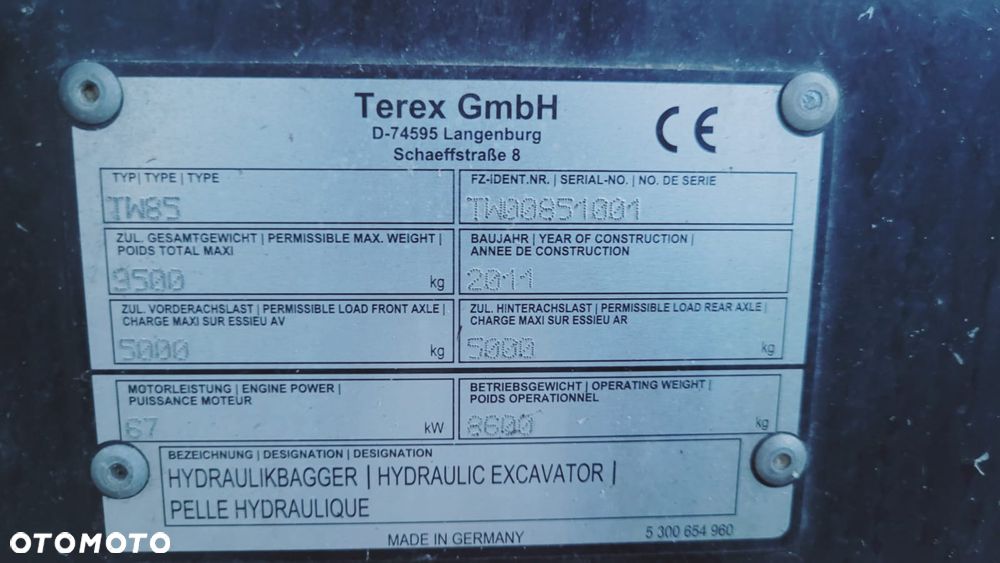 Terex GmbH
D-74595 Langenburg
Schaeffstraße 8
CE
TYP | TYPE | TYPE
TW85
FZ-IDENT.NR. | SERIAL-NO. | NO. DE SERIE
TW00851001
ZUL. GESAMTGEWICHT | PERMISSIBLE MAX. WEIGHT |
POIDS TOTAL MAXI
9500 kg
BAUJAHR | YEAR OF CONSTRUCTION |
ANNEE DE CONSTRUCTION
2011
ZUL. VORDERACHSLAST | PERMISSIBLE LOAD FRONT AXLE |
CHARGE MAXI SUR ESSIEU AV
5000 kg
ZUL. HINTERACHSLAST | PERMISSIBLE LOAD REAR AXLE |
CHARGE MAXI SUR ESSIEU AR
5000 kg
MOTORLEISTUNG | ENGINE POWER |
PUISSANCE MOTEUR
67 kW
BETRIEBSGEWICHT | OPERATING WEIGHT |
POIDS OPERATIONNEL
8600 kg
BEZEICHNUNG | DESIGNATION | DESIGNATION
HYDRAULIKBAGGER | HYDRAULIC EXCAVATOR |
PELLE HYDRAULIQUE
MADE IN GERMANY
5 300 654 960
OTOMOTO